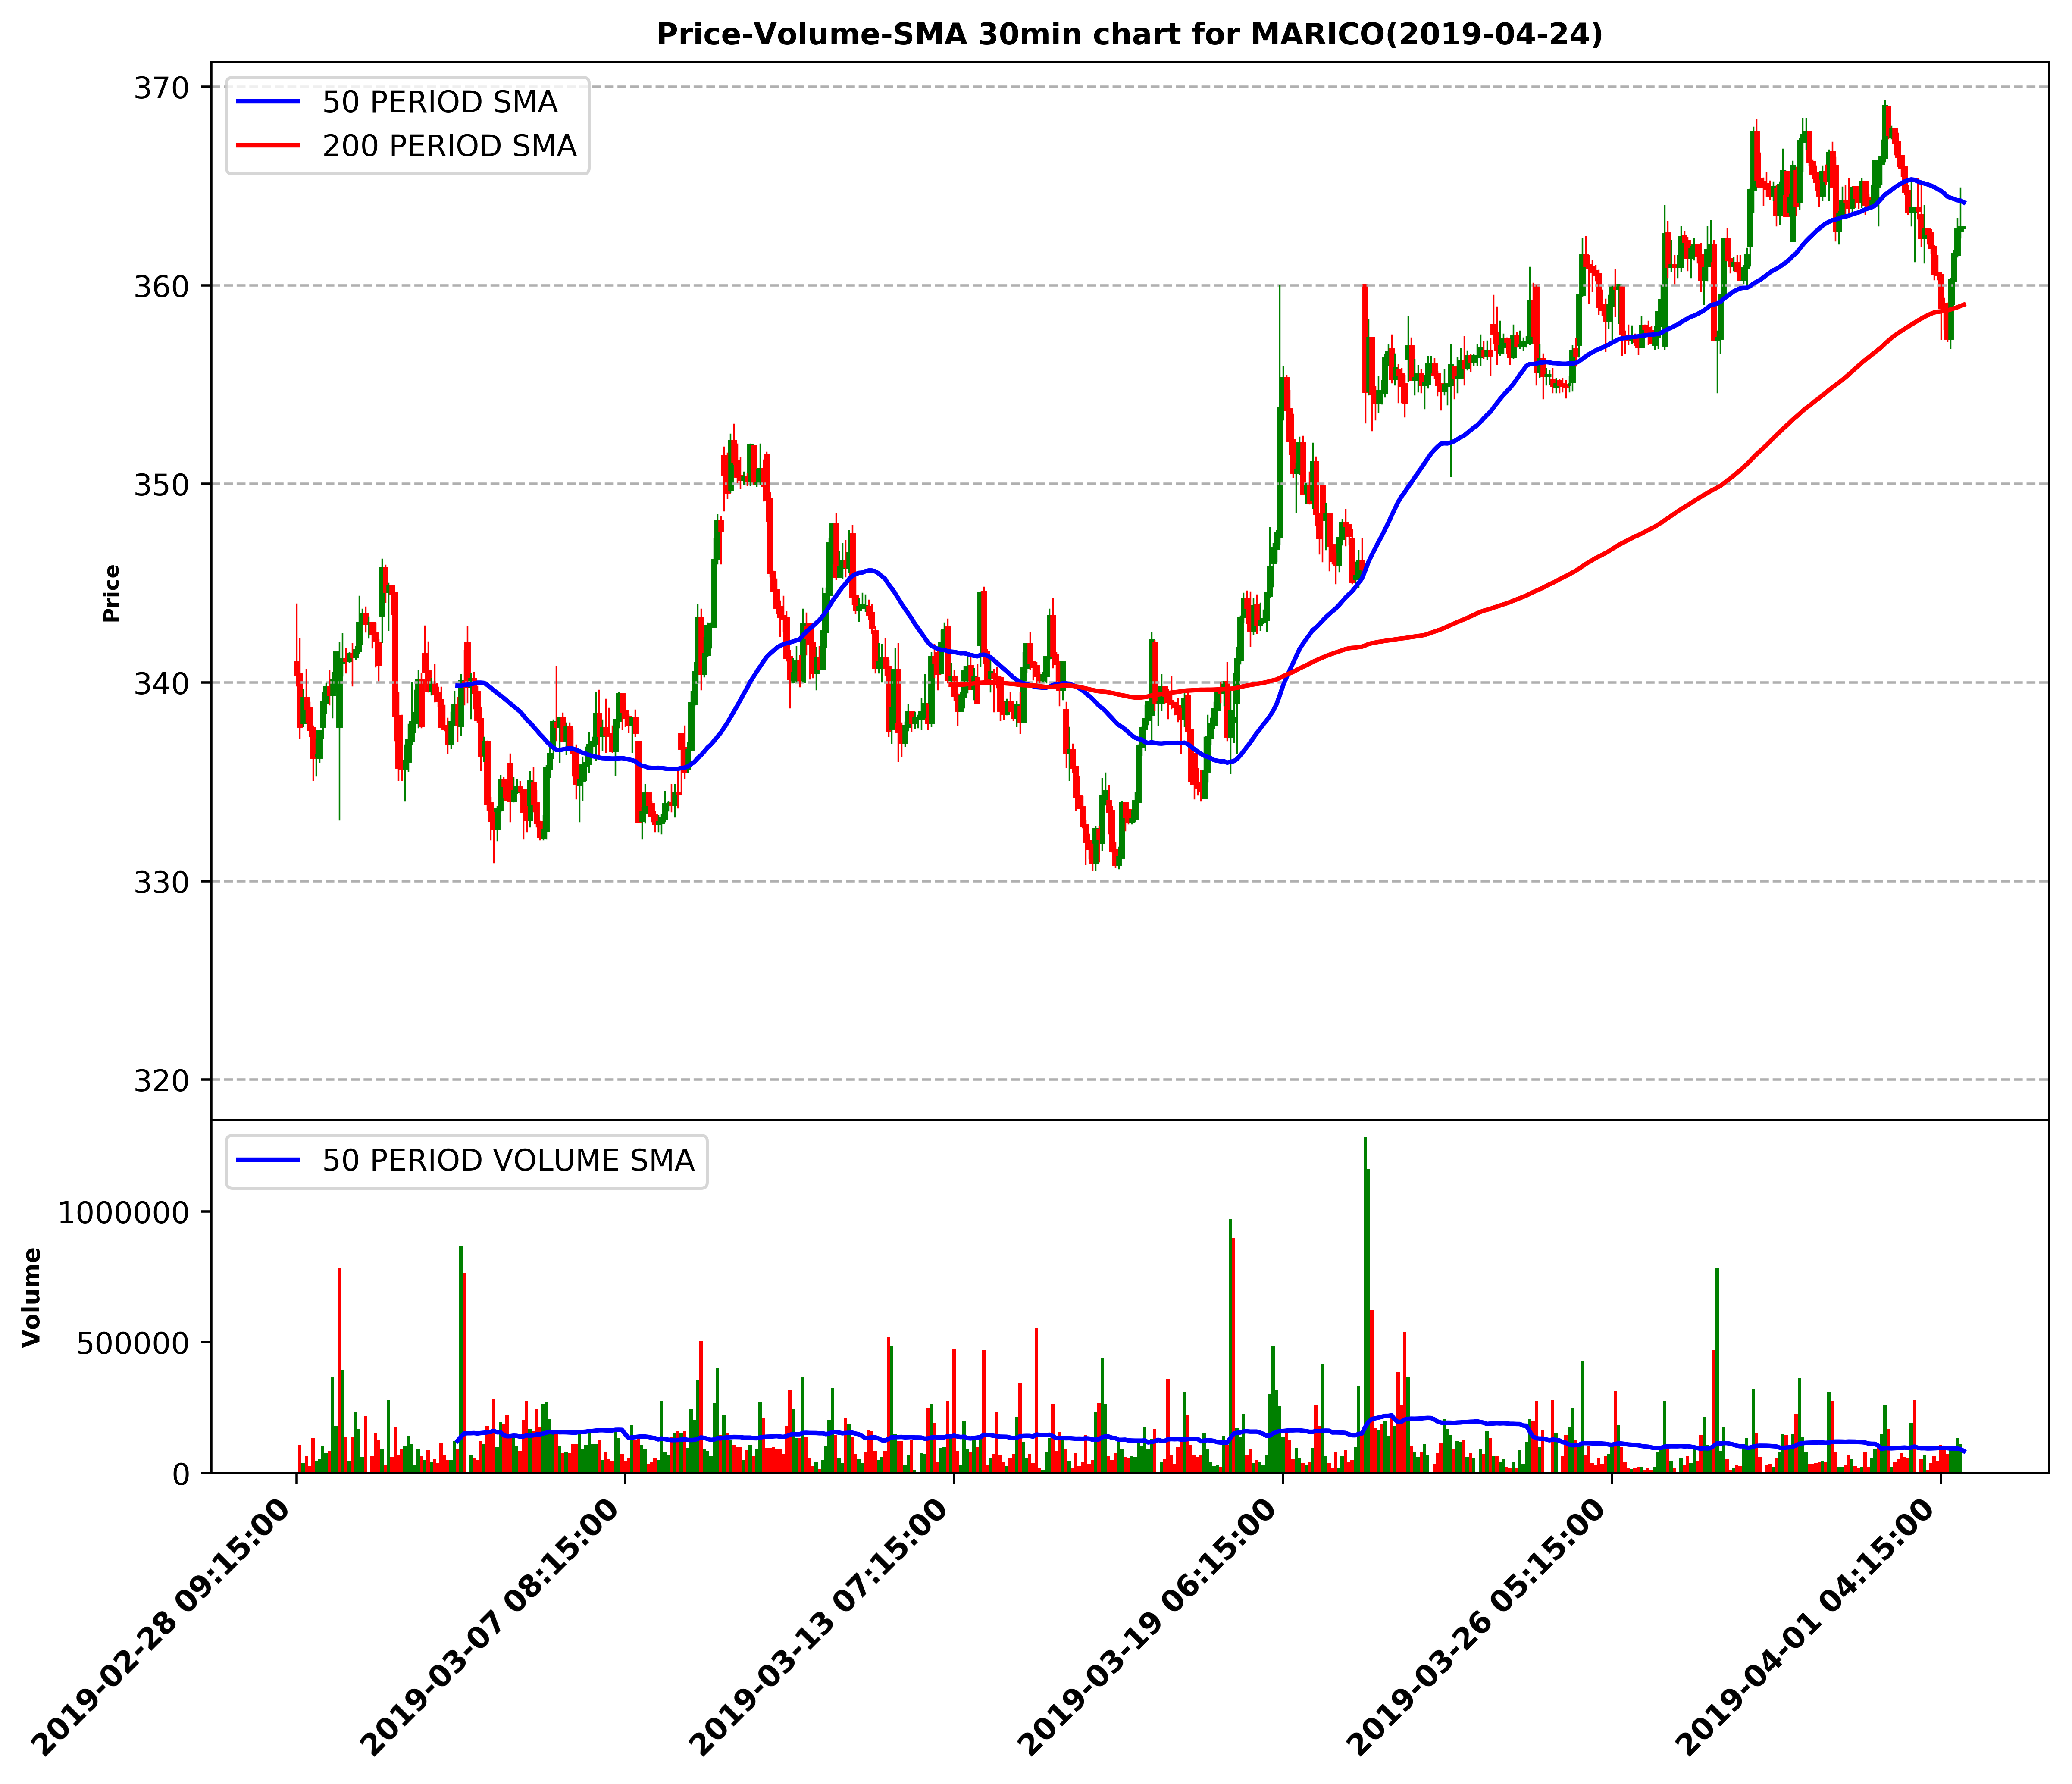 Price-Volume-SMA 30min chart for MARICO(2019-04-24)
50 PERIOD SMA
200 PERIOD SMA
370
360
350
340
330
320
Price
50 PERIOD VOLUME SMA
1000000
500000
0
Volume
2019-02-28 09:15:00
2019-03-07 08:15:00
2019-03-13 07:15:00
2019-03-19 06:15:00
2019-03-26 05:15:00
2019-04-01 04:15:00